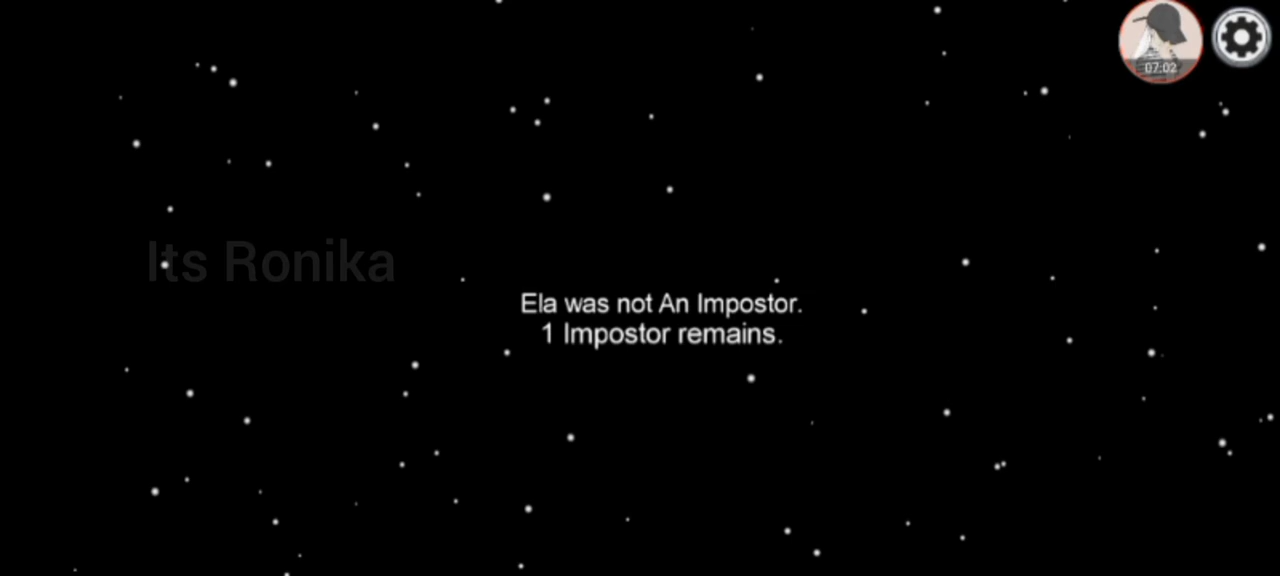 07:02
Its Ronika
Ela was not An Impostor.
1 Impostor remains.